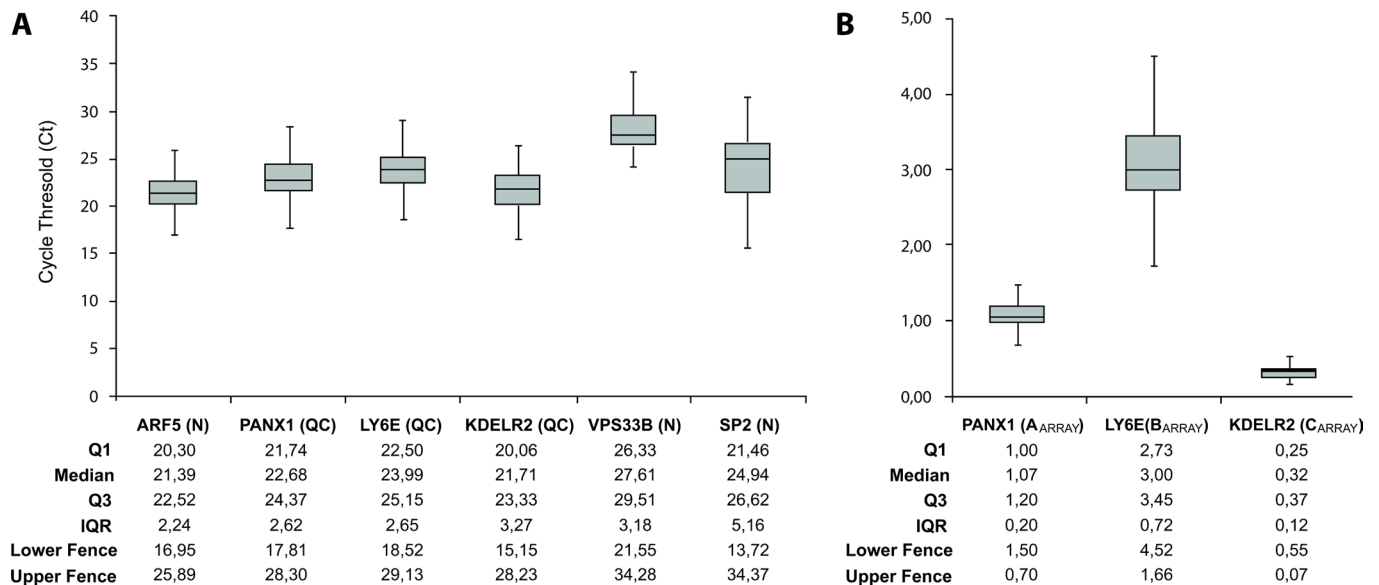 A
40
35
30
25
20
15
10
5
0
Cycle Thresold (Ct)
ARF5 (N) PANX1 (QC) LY6E (QC) KDELR2 (QC) VPS33B (N) SP2 (N)
Q1 20,30 21,74 22,50 20,06 26,33 21,46
Median 21,39 22,68 23,99 21,71 27,61 24,94
Q3 22,52 24,37 25,15 23,33 29,51 26,62
IQR 2,24 2,62 2,65 3,27 3,18 5,16
Lower Fence 16,95 17,81 18,52 15,15 21,55 13,72
Upper Fence 25,89 28,30 29,13 28,23 34,28 34,37
B
5,00
4,00
3,00
2,00
1,00
0,00
PANX1 (AARRAY) LY6E(BARRAY) KDELR2 (CARRAY)
Q1 1,00 2,73 0,25
Median 1,07 3,00 0,32
Q3 1,20 3,45 0,37
IQR 0,20 0,72 0,12
Lower Fence 1,50 4,52 0,55
Upper Fence 0,70 1,66 0,07